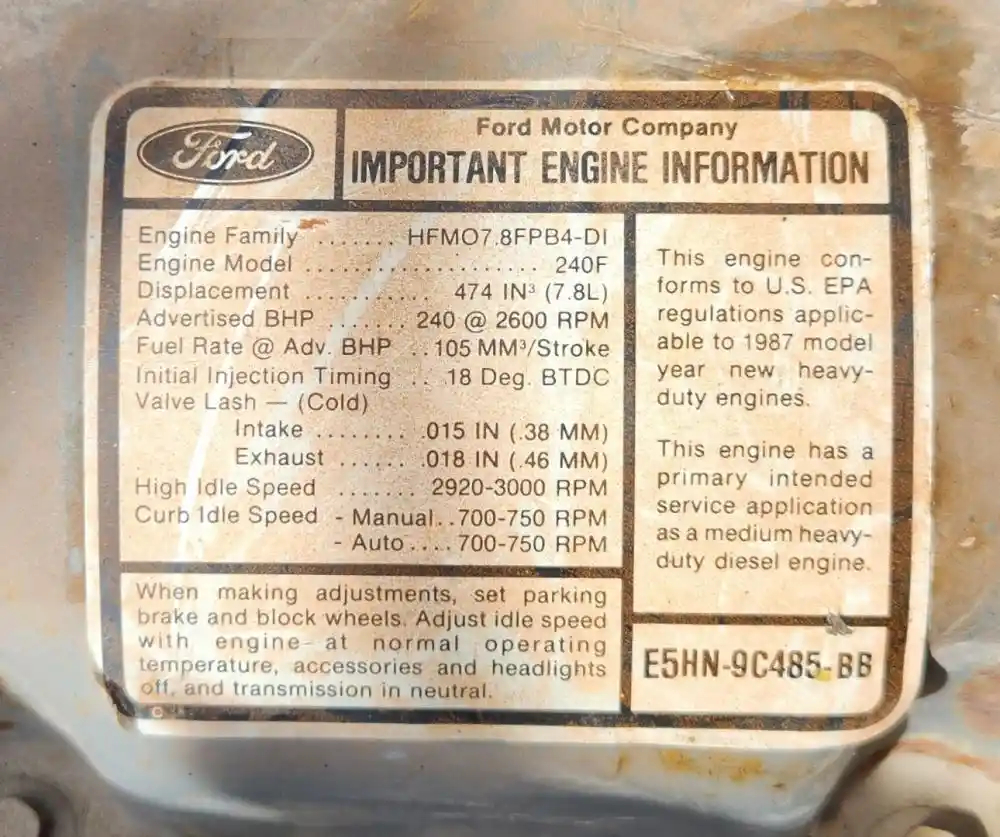 Ford
Ford Motor Company
IMPORTANT ENGINE INFORMATION
Engine Family ....... HFMO7.8FPB4-DI
Engine Model ..................... 240F
Displacement ............ 474 IN³ (7.8L)
Advertised BHP ....... 240 @ 2600 RPM
Fuel Rate @ Adv. BHP ..105 MM³/Stroke
Initial Injection Timing .. 18 Deg. BTDC
Valve Lash — (Cold)
Intake ......... .015 IN (.38 MM)
Exhaust ...... .018 IN (.46 MM)
High Idle Speed ....... 2920-3000 RPM
Curb Idle Speed - Manual..700-750 RPM
- Auto ....700-750 RPM
When making adjustments, set parking
brake and block wheels. Adjust idle speed
with engine at normal operating
temperature, accessories and headlights
off, and transmission in neutral.
This engine con-
forms to U.S. EPA
regulations applic-
able to 1987 model
year new heavy-
duty engines.
This engine has a
primary intended
service application
as a medium heavy-
duty diesel engine.
E5HN-9C485-BB